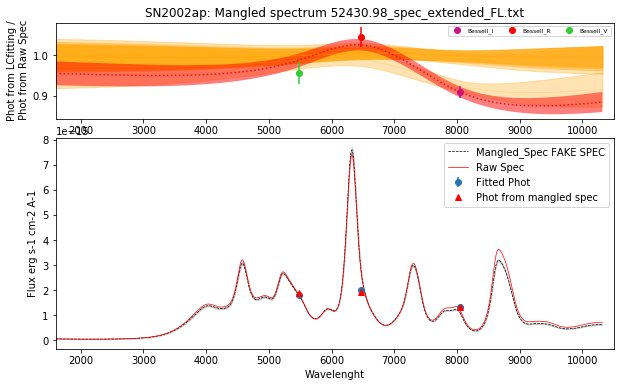 SN2002ap: Mangled spectrum 52430.98_spec_extended_FL.txt
Phot from LCfitting /
Phot from Raw Spec
1.0
0.9
Bessell_I Bessell_R Bessell_V
2000 3000 4000 5000 6000 7000 8000 9000 10000
Flux erg s-1 cm-2 A-1
8
7
6
5
4
3
2
1
0
Mangled_Spec FAKE SPEC
Raw Spec
Fitted Phot
Phot from mangled spec
2000 3000 4000 5000 6000 7000 8000 9000 10000
Wavelenght